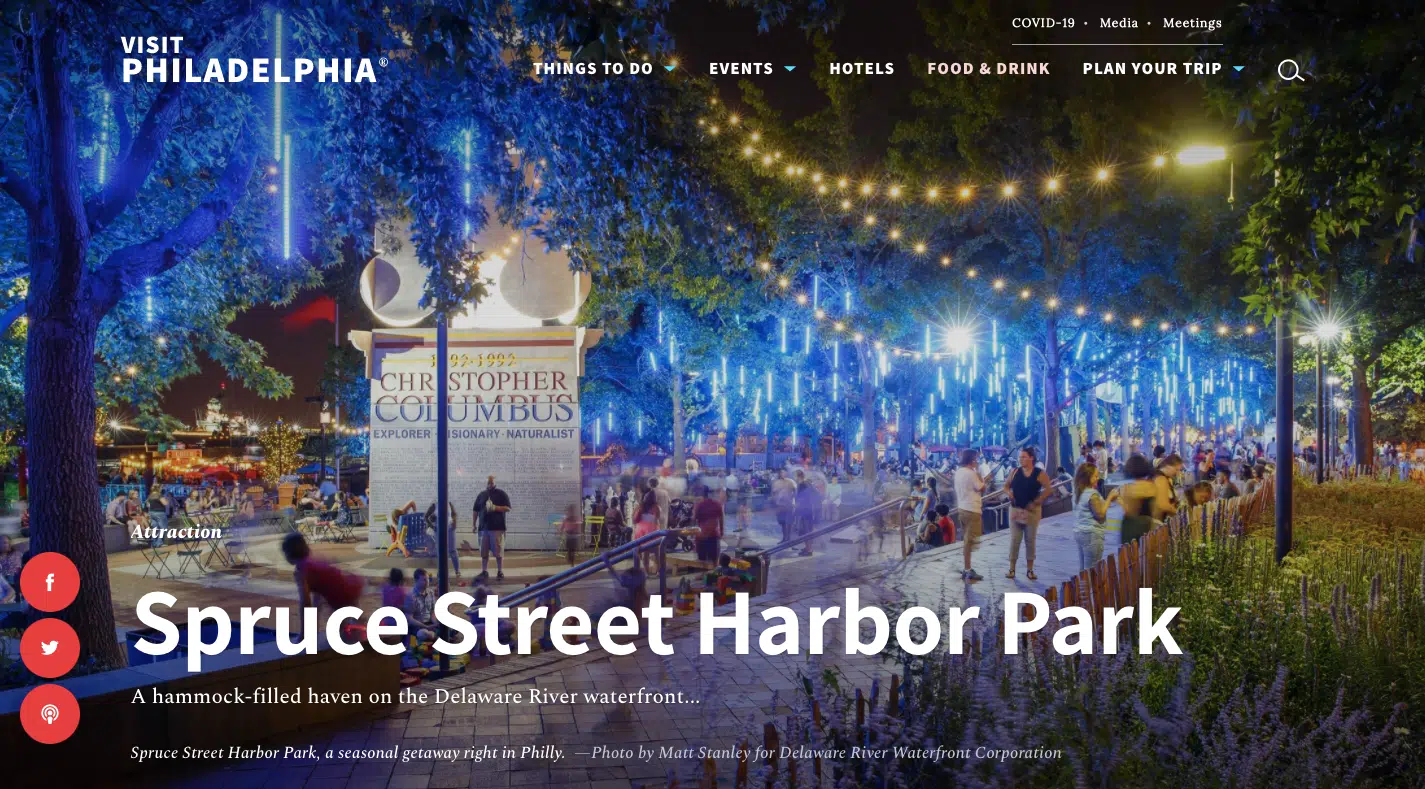 COVID-19 • Media • Meetings
VISIT
PHILADELPHIA®
THINGS TO DO
EVENTS
HOTELS
FOOD & DRINK
PLAN YOUR TRIP
1492·1992
CHRISTOPHER
COLUMBUS
EXPLORER · VISIONARY · NATURALIST
Attraction
Spruce Street Harbor Park
A hammock-filled haven on the Delaware River waterfront...
Spruce Street Harbor Park, a seasonal getaway right in Philly. —Photo by Matt Stanley for Delaware River Waterfront Corporation